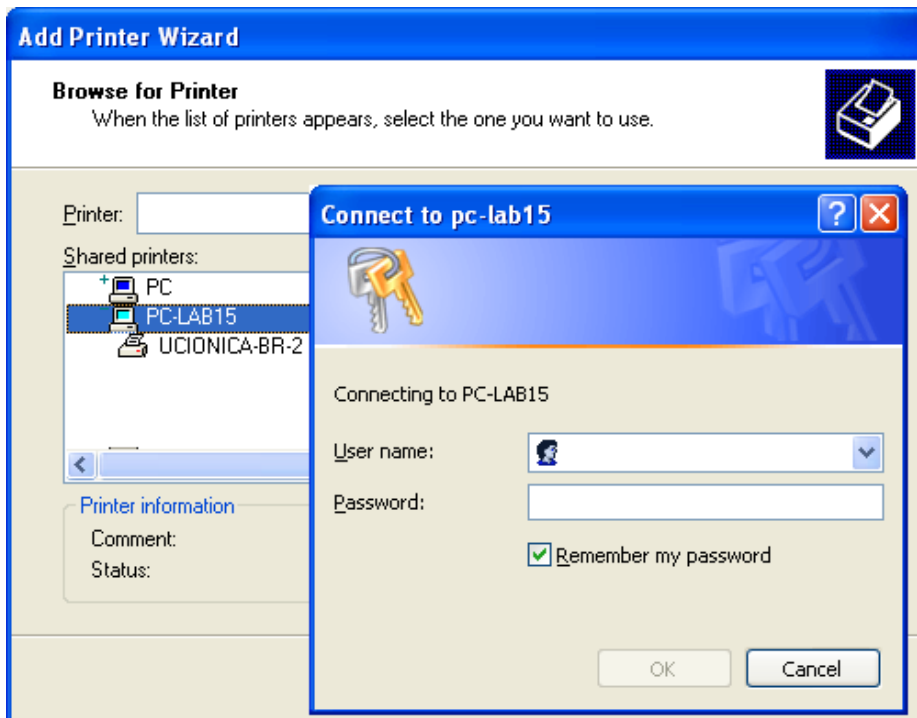 Add Printer Wizard
Browse for Printer
When the list of printers appears, select the one you want to use.
Printer:
Shared printers:
PC
PC-LAB15
UCIONICA-BR-2
Printer information
Comment:
Status:
Connect to pc-lab15
Connecting to PC-LAB15
User name:
Password:
Remember my password
OK
Cancel